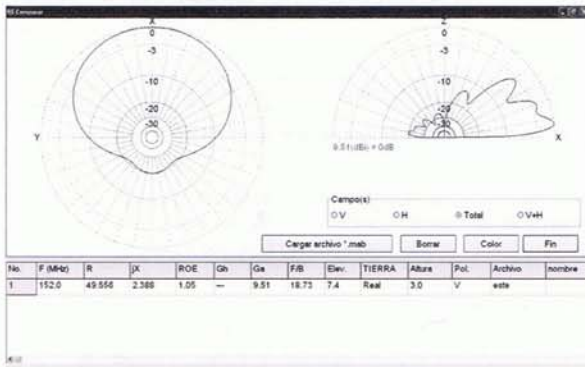 Comparar
X
0
-3
-10
-20
-30
Y
Z
0
-3
-10
-20
-30
X
9.51(dBi) = 0dB
Campo(s)
V H Total V+H
Cargar archivo *.mab Borrar Color Fin
No. F (MHz) R jX ROE Gh Ga F/B Elev. TIERRA Altura Pol. Archivo nombre
1 152.0 49.556 2.386 1.05 --- 9.51 18.73 7.4 Real 3.0 V este